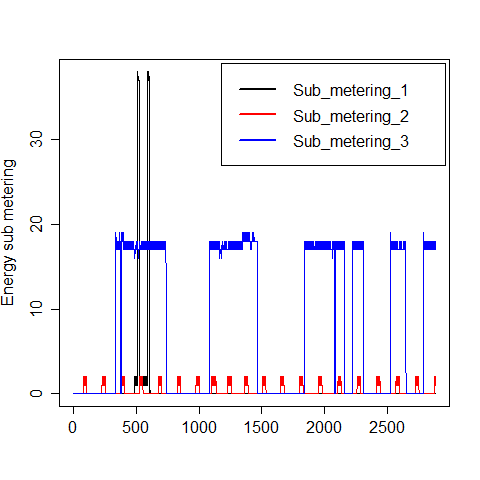 Sub_metering_1
Sub_metering_2
Sub_metering_3
Energy sub metering
30
20
10
0
0 500 1000 1500 2000 2500